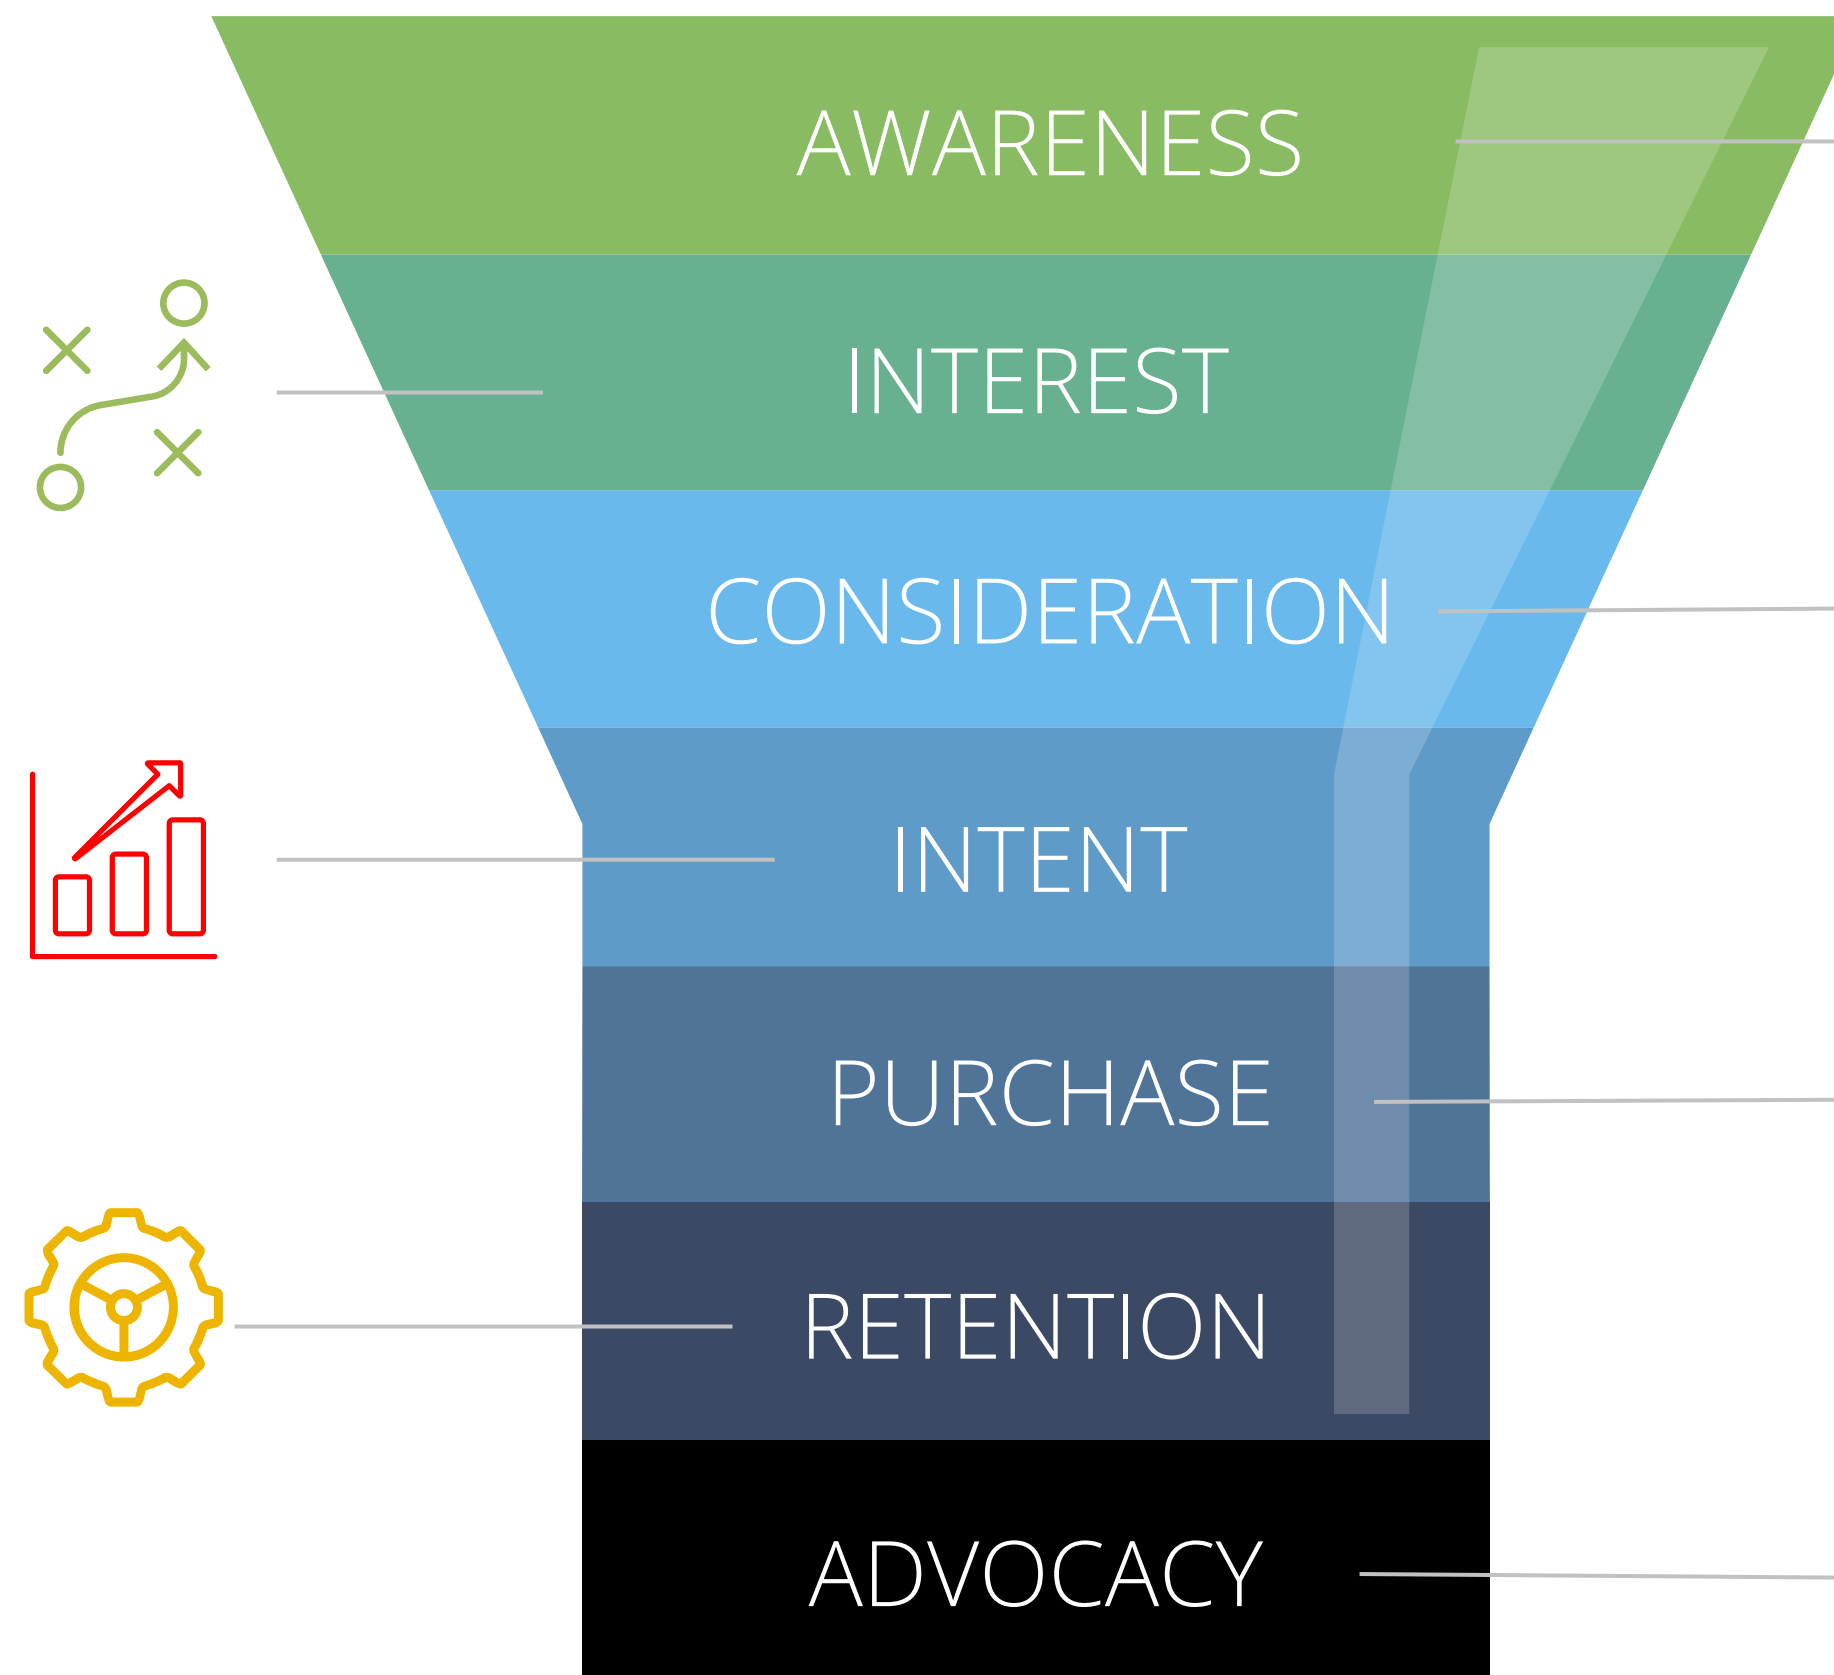 AWARENESS
INTEREST
CONSIDERATION
INTENT
PURCHASE
RETENTION
ADVOCACY